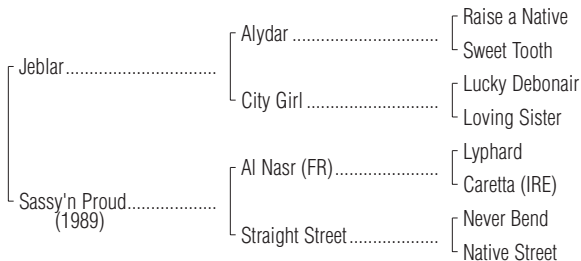 Raise a Native
Alydar ................................
Sweet Tooth
Jeblar.................................
Lucky Debonair
City Girl .............................
Loving Sister
Lyphard
Al Nasr (FR).......................
Caretta (IRE)
Sassy'n Proud....................
(1989)
Never Bend
Straight Street....................
Native Street